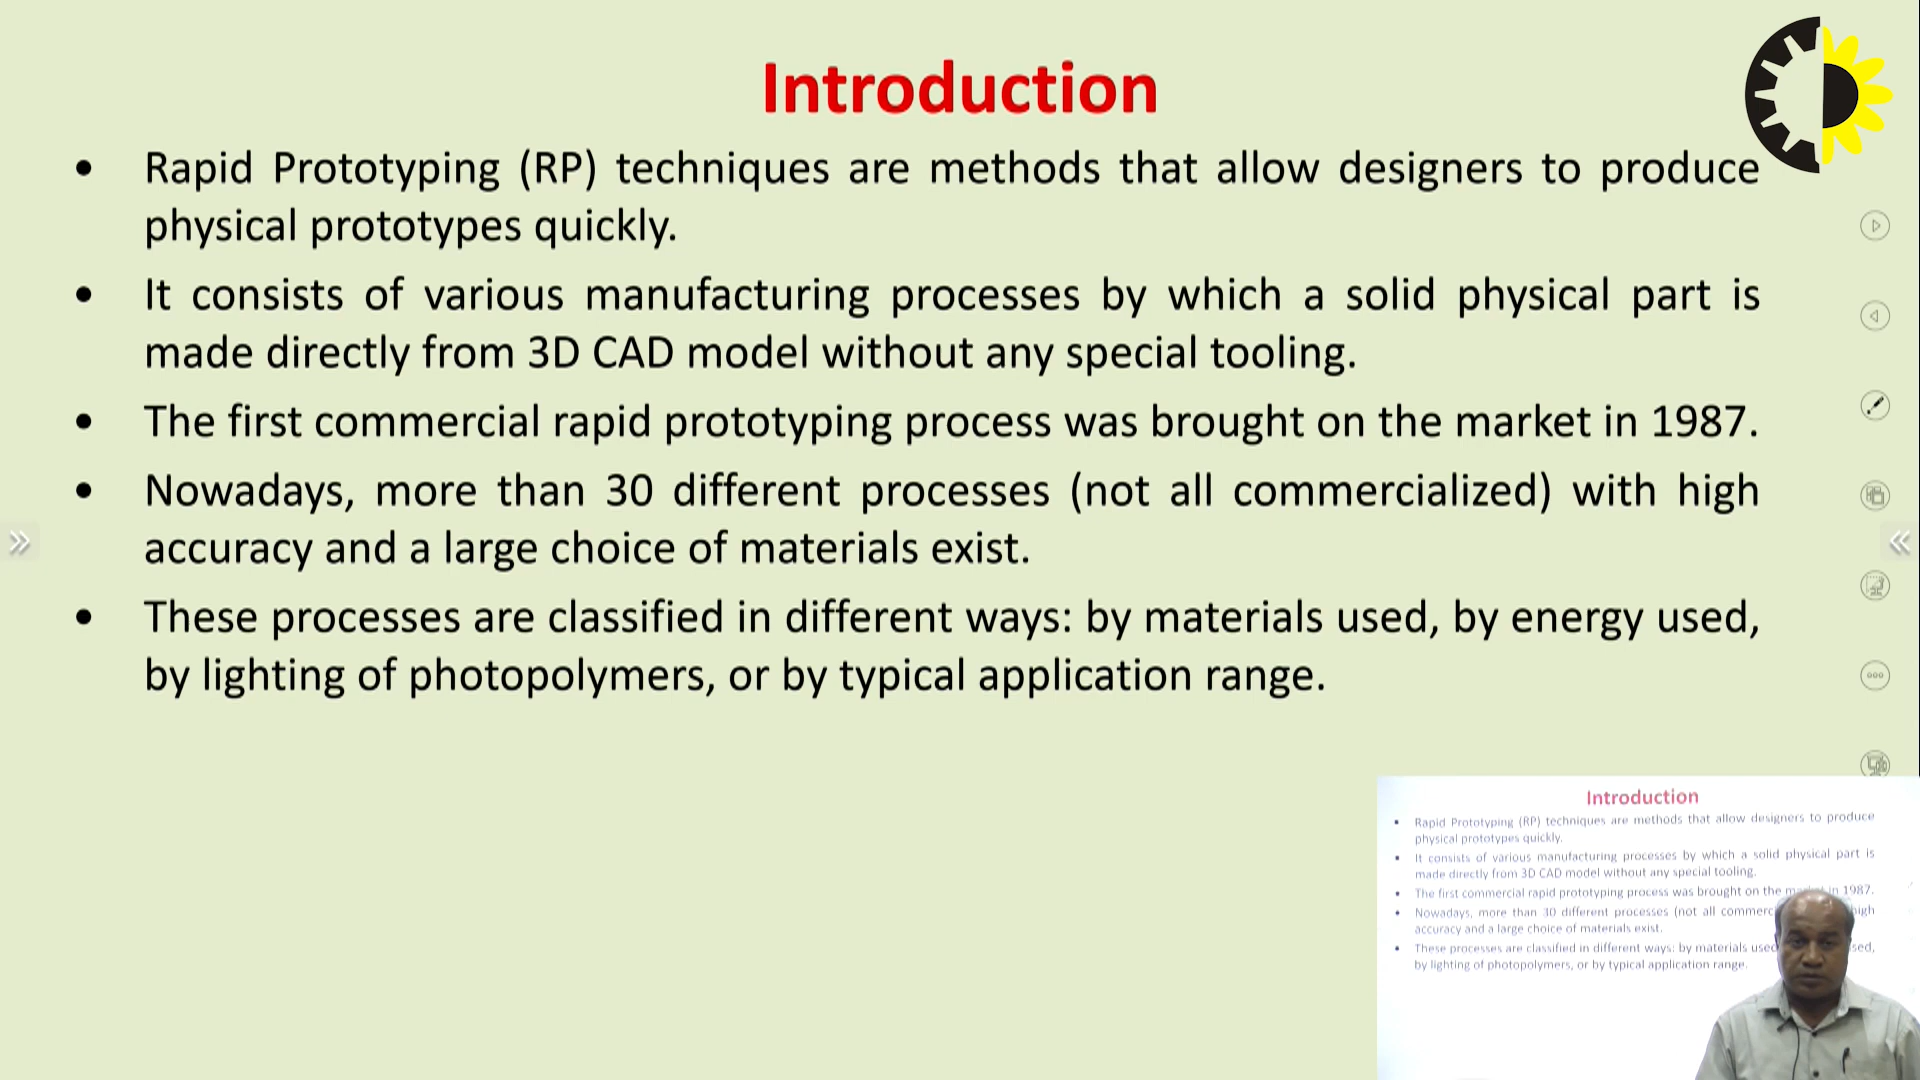 Introduction
• Rapid Prototyping (RP) techniques are methods that allow designers to produce
physical prototypes quickly.
• It consists of various manufacturing processes by which a solid physical part is
made directly from 3D CAD model without any special tooling.
• The first commercial rapid prototyping process was brought on the market in 1987.
• Nowadays, more than 30 different processes (not all commercialized) with high
accuracy and a large choice of materials exist.
• These processes are classified in different ways: by materials used, by energy used,
by lighting of photopolymers, or by typical application range.
Introduction
• Rapid Prototyping (RP) techniques are methods that allow designers to produce
physical prototypes quickly.
• It consists of various manufacturing processes by which a solid physical part is
made directly from 3D CAD model without any special tooling.
• The first commercial rapid prototyping process was brought on the in 1987.
• Nowadays, more than 30 different processes (not all high
accuracy and a large choice of materials exist.
• These processes are classified in different ways: by materials
by lighting of photopolymers, or by typical application range.